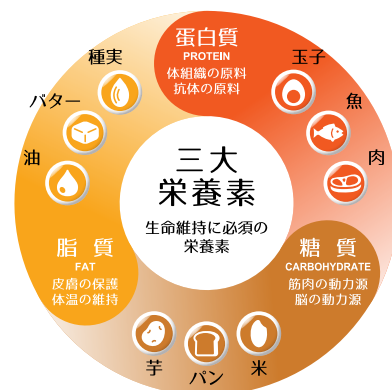 蛋白質
PROTEIN
体組織の原料
抗体の原料
玉子
魚
肉
種実
バター
油
三大
栄養素
生命維持に必須の
栄養素
脂質
FAT
皮膚の保護
体温の維持
糖質
CARBOHYDRATE
筋肉の動力源
脳の動力源
芋
パン
米